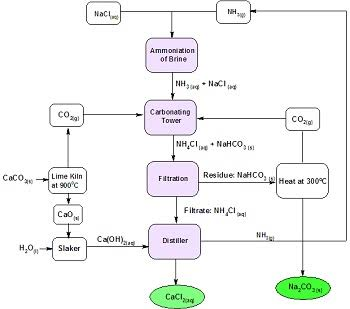 NaCl(aq)
NH3(g)
Ammoniation
of Brine
NH3(aq) + NaCl(aq)
CO2(g)
Carbonating
Tower
CO2(g)
NH4Cl(aq) + NaHCO3(s)
CaCO3(s)
Lime Kiln
at 900°C
Filtration
Residue: NaHCO3(s)
Heat at 300°C
CaO(s)
Filtrate: NH4Cl(aq)
H2O(l)
Slaker
Ca(OH)2(aq)
Distiller
NH3(g)
CaCl2(aq)
Na2CO3(s)